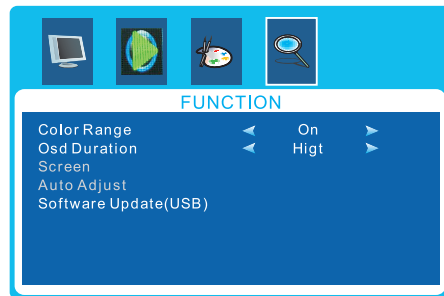 FUNCTION
Color Range On
Osd Duration Higt
Screen
Auto Adjust
Software Update(USB)